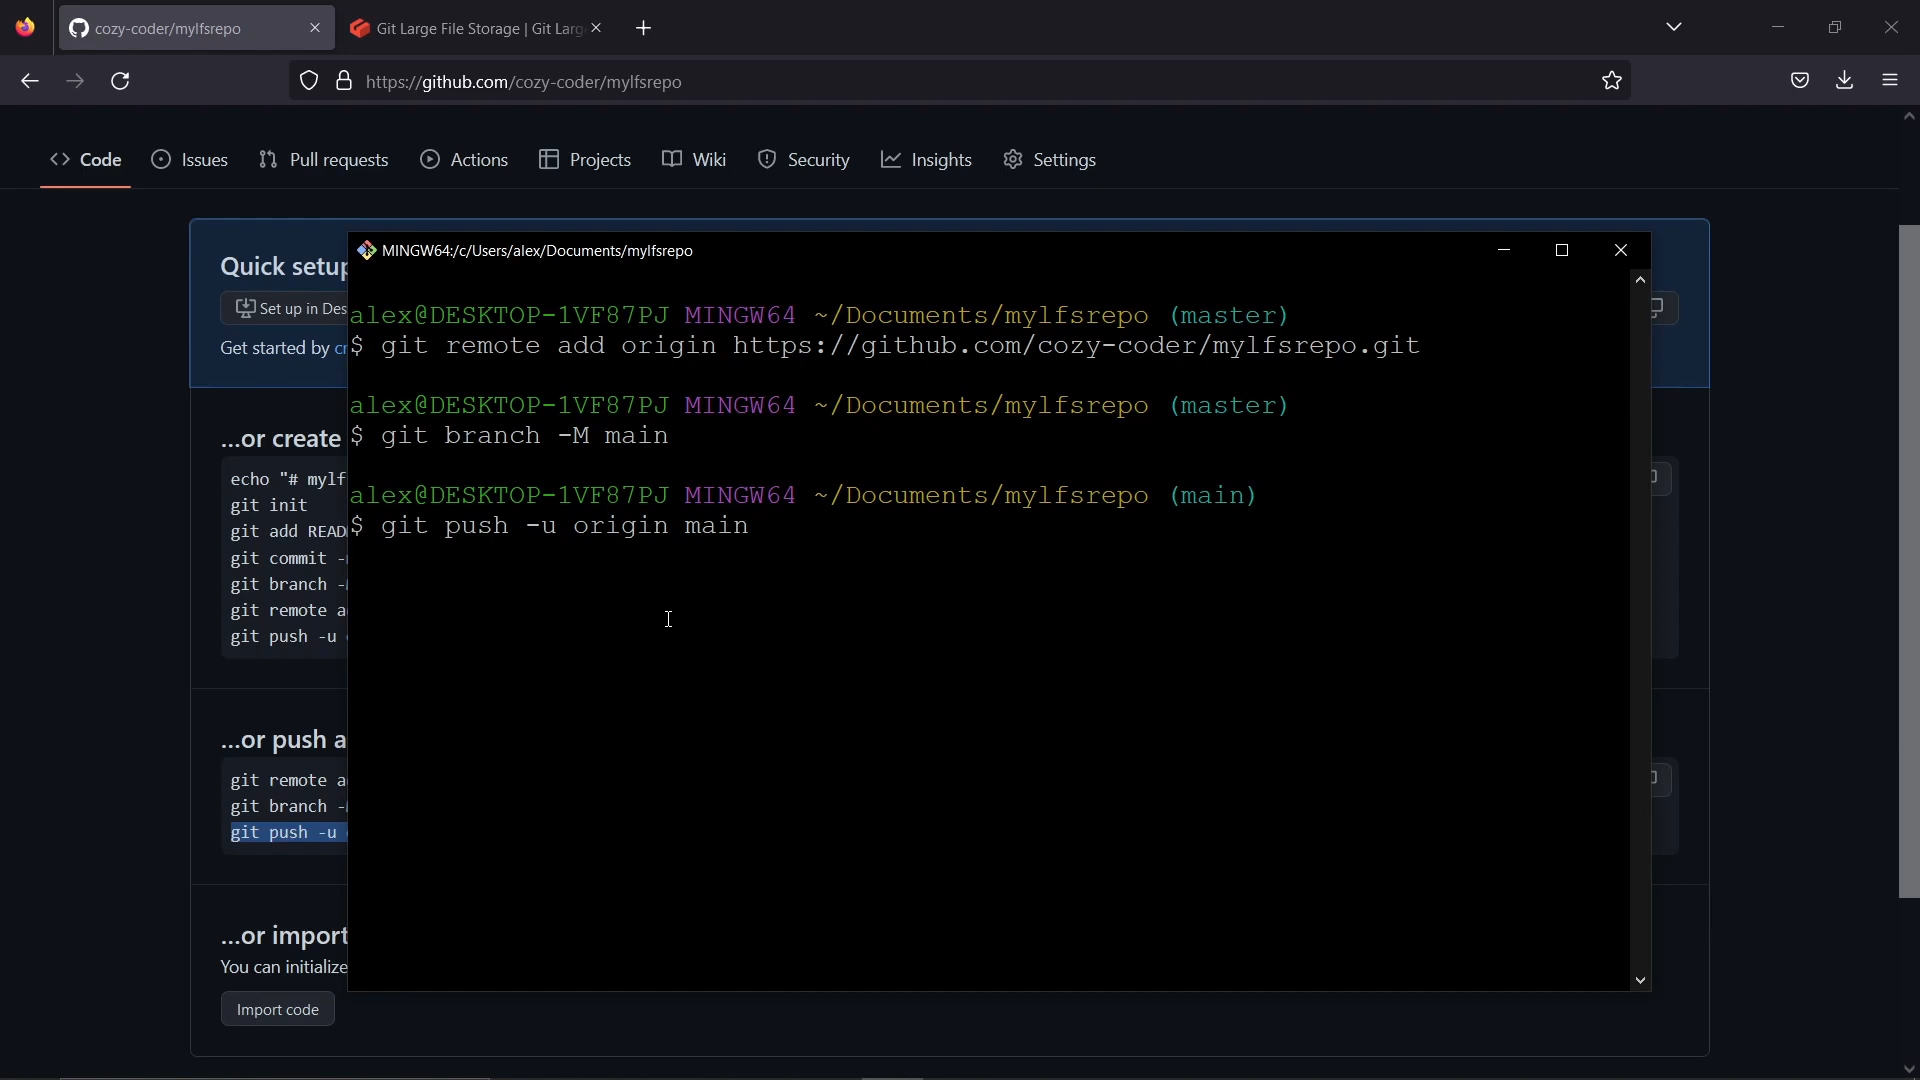 cozy-coder/mylfsrepo
Git Large File Storage | Git Larg
https://github.com/cozy-coder/mylfsrepo
Code
Issues
Pull requests
Actions
Projects
Wiki
Security
Insights
Settings
Quick setup
Set up in Des
Get started by cr
...or create
echo "# mylf
git init
git add READ
git commit -
git branch -
git remote a
git push -u
...or push a
git remote a
git branch -
git push -u
...or import
You can initialize
Import code
MINGW64:/c/Users/alex/Documents/mylfsrepo
alex@DESKTOP-1VF87PJ MINGW64 ~/Documents/mylfsrepo (master)
$ git remote add origin https://github.com/cozy-coder/mylfsrepo.git
alex@DESKTOP-1VF87PJ MINGW64 ~/Documents/mylfsrepo (master)
$ git branch -M main
alex@DESKTOP-1VF87PJ MINGW64 ~/Documents/mylfsrepo (main)
$ git push -u origin main